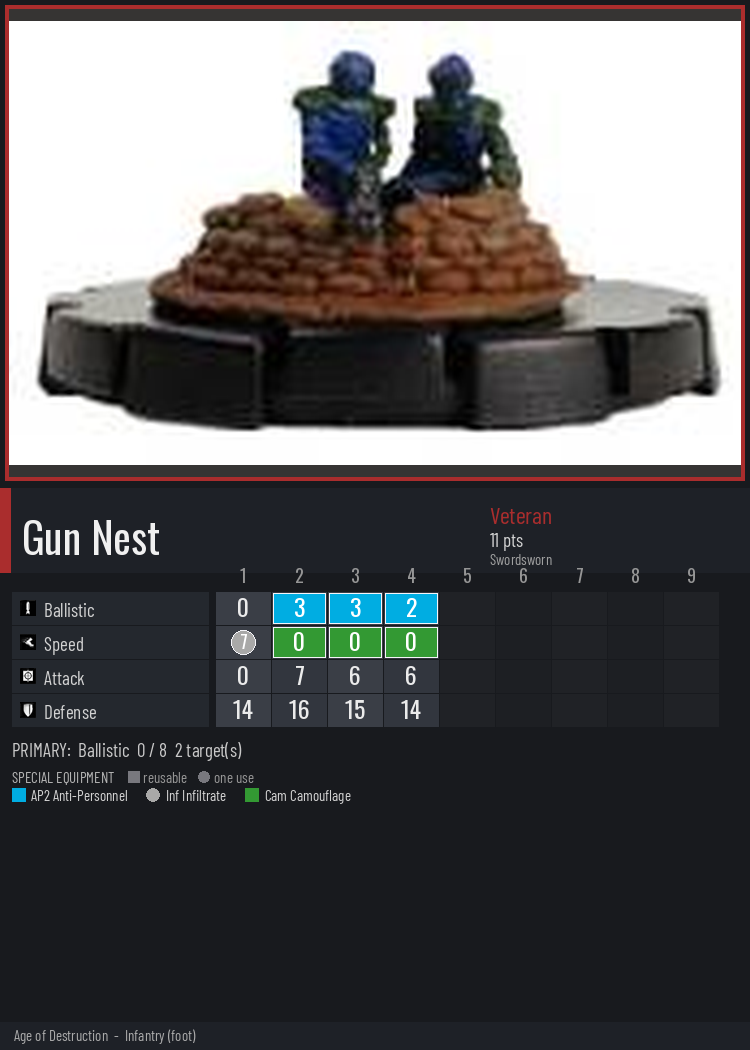 Gun Nest
Veteran
11 pts
Swordsworn
1 2 3 4 5 6 7 8 9
Ballistic 0 3 3 2
Speed 7 0 0 0
Attack 0 7 6 6
Defense 14 16 15 14
PRIMARY: Ballistic 0 / 8 2 target(s)
SPECIAL EQUIPMENT reusable one use
AP2 Anti-Personnel Inf Infiltrate Cam Camouflage
Age of Destruction - Infantry (foot)